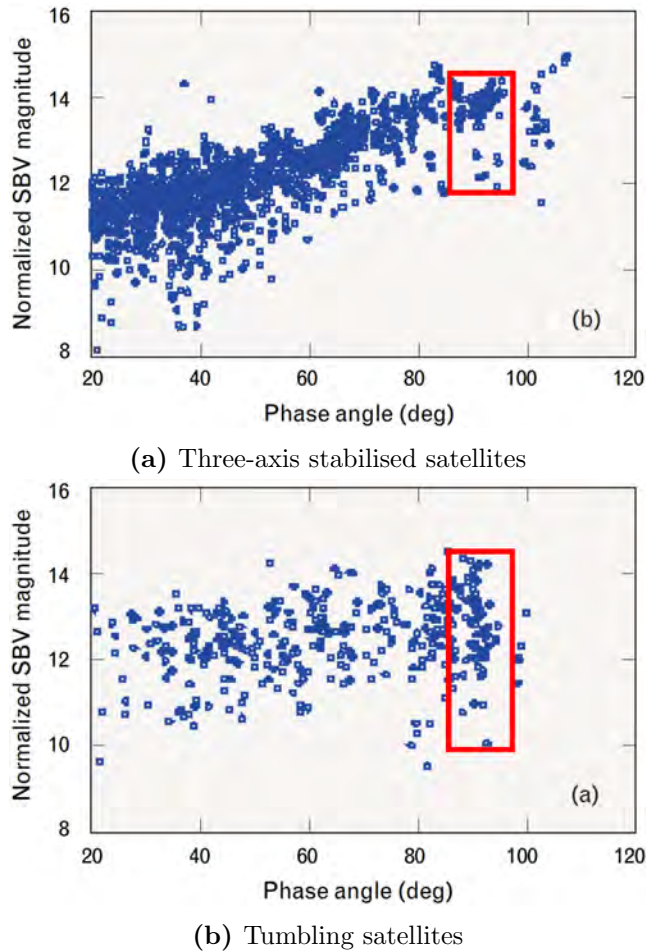 16
14
12
10
8
Normalized SBV magnitude
(b)
20 40 60 80 100 120
Phase angle (deg)
(a) Three-axis stabilised satellites
16
14
12
10
8
Normalized SBV magnitude
(a)
20 40 60 80 100 120
Phase angle (deg)
(b) Tumbling satellites